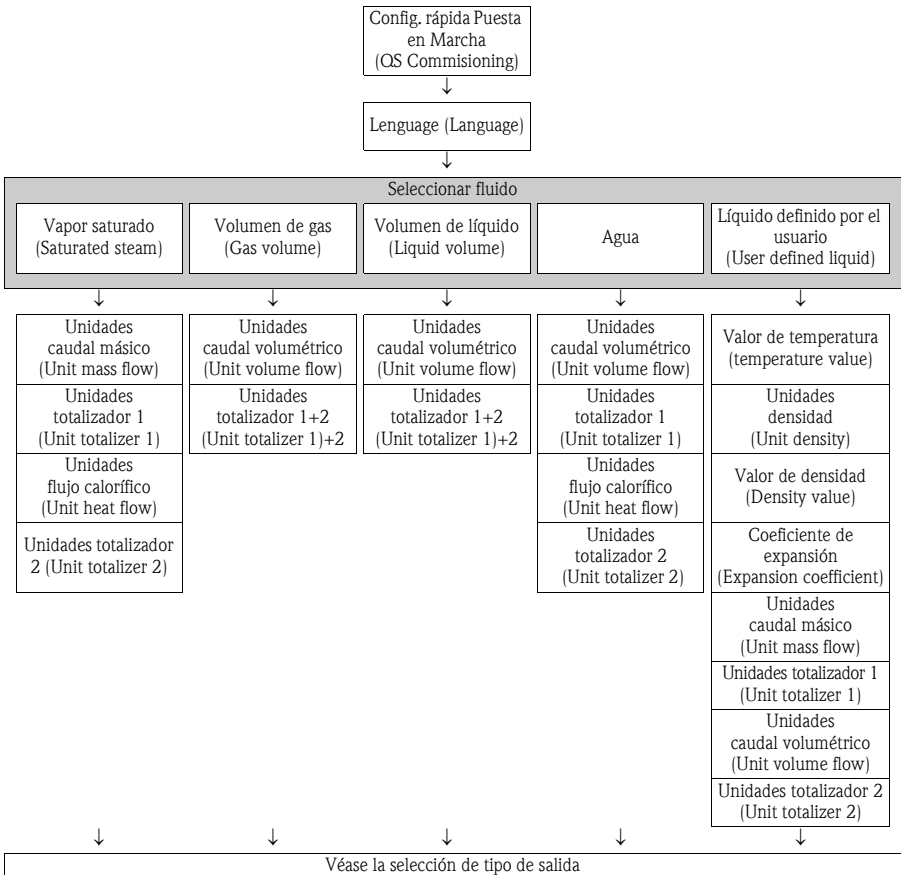 Config. rápida Puesta
en Marcha
(QS Commisioning)
↓
Lenguage (Language)
↓
Seleccionar fluido
Vapor saturado
(Saturated steam)
Volumen de gas
(Gas volume)
Volumen de líquido
(Liquid volume)
Agua
Líquido definido por el
usuario
(User defined liquid)
↓ ↓ ↓ ↓ ↓
Unidades
caudal másico
(Unit mass flow)
Unidades
totalizador 1
(Unit totalizer 1)
Unidades
flujo calorífico
(Unit heat flow)
Unidades totalizador
2 (Unit totalizer 2)
Unidades
caudal volumétrico
(Unit volume flow)
Unidades
totalizador 1+2
(Unit totalizer 1)+2
Unidades
caudal volumétrico
(Unit volume flow)
Unidades
totalizador 1+2
(Unit totalizer 1)+2
Unidades
caudal volumétrico
(Unit volume flow)
Unidades
totalizador 1
(Unit totalizer 1)
Unidades
flujo calorífico
(Unit heat flow)
Unidades
totalizador 2
(Unit totalizer 2)
Valor de temperatura
(temperature value)
Unidades
densidad
(Unit density)
Valor de densidad
(Density value)
Coeficiente de
expansión
(Expansion coefficient)
Unidades
caudal másico
(Unit mass flow)
Unidades totalizador 1
(Unit totalizer 1)
Unidades
caudal volumétrico
(Unit volume flow)
Unidades totalizador 2
(Unit totalizer 2)
↓ ↓ ↓ ↓ ↓
Véase la selección de tipo de salida